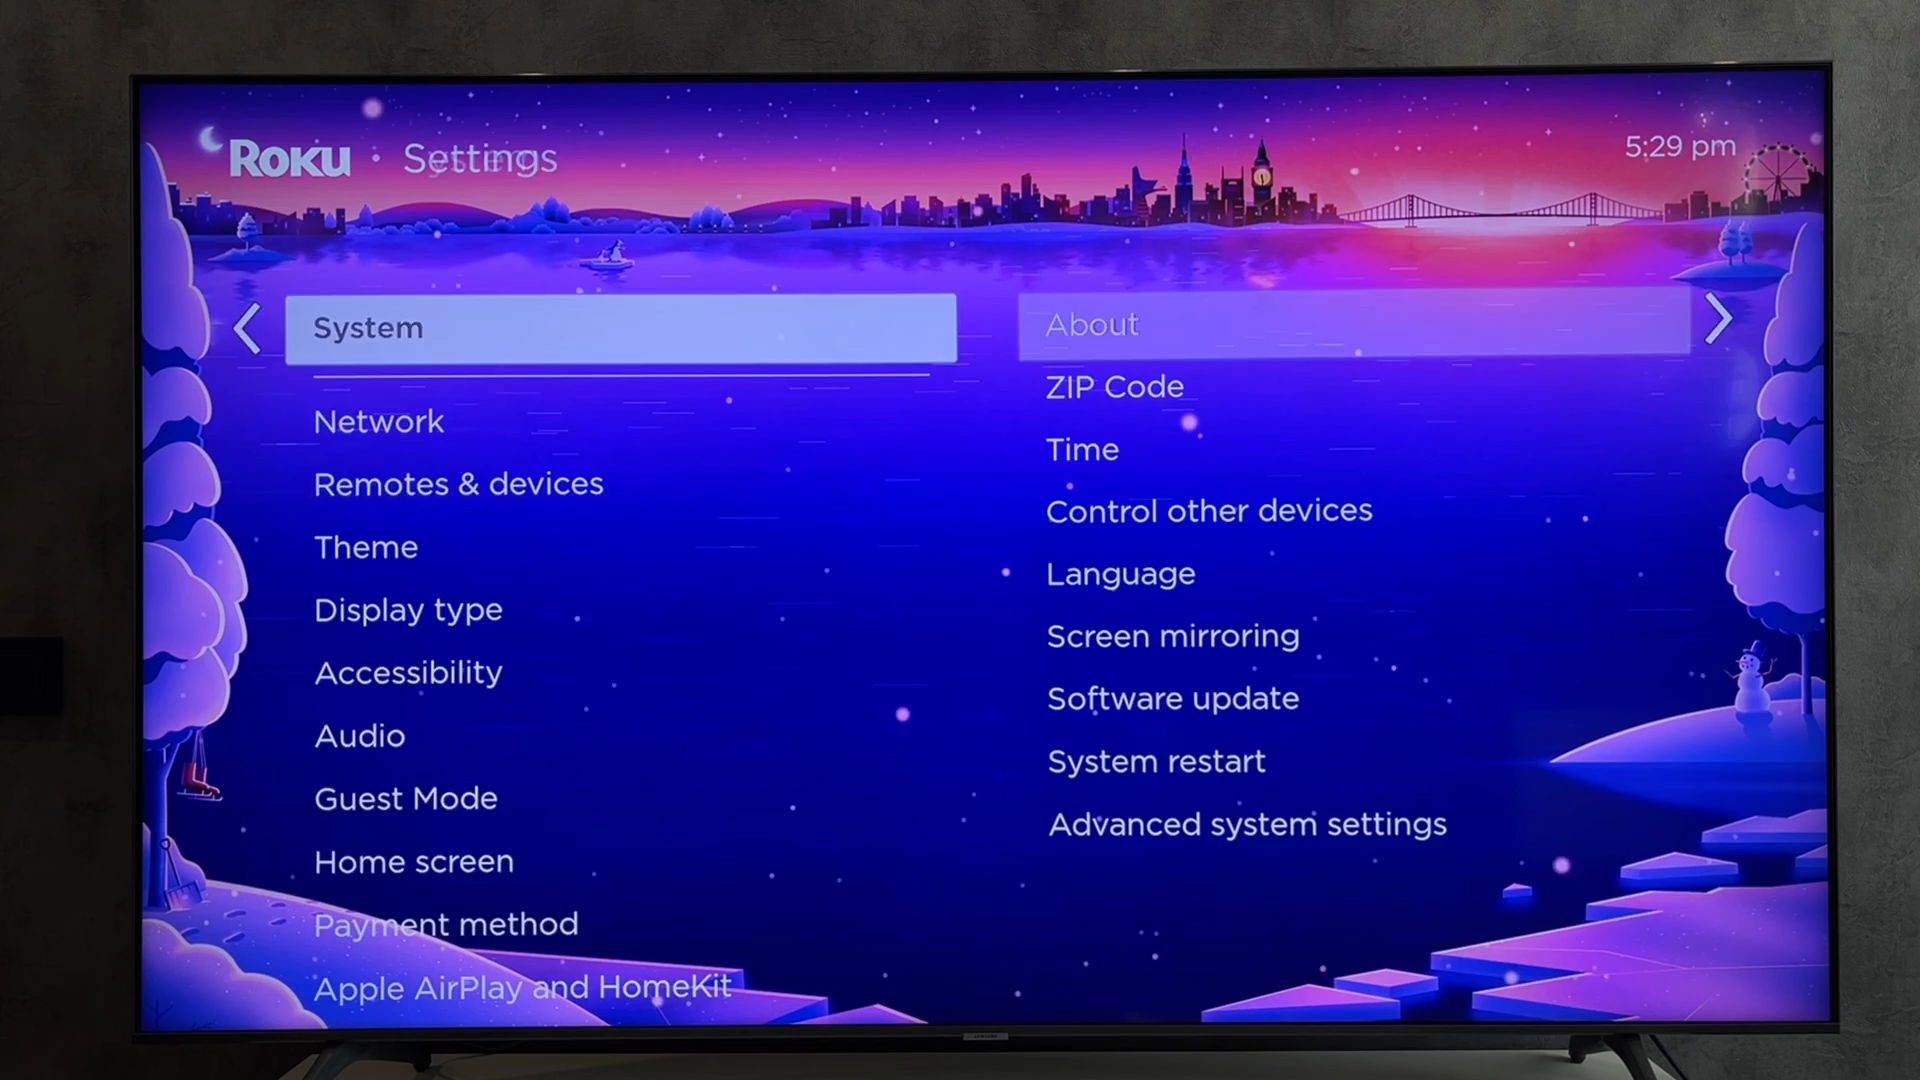 Roku • Settings
5:29 pm
System
Network
Remotes & devices
Theme
Display type
Accessibility
Audio
Guest Mode
Home screen
Payment method
Apple AirPlay and HomeKit
About
ZIP Code
Time
Control other devices
Language
Screen mirroring
Software update
System restart
Advanced system settings
SAMSUNG